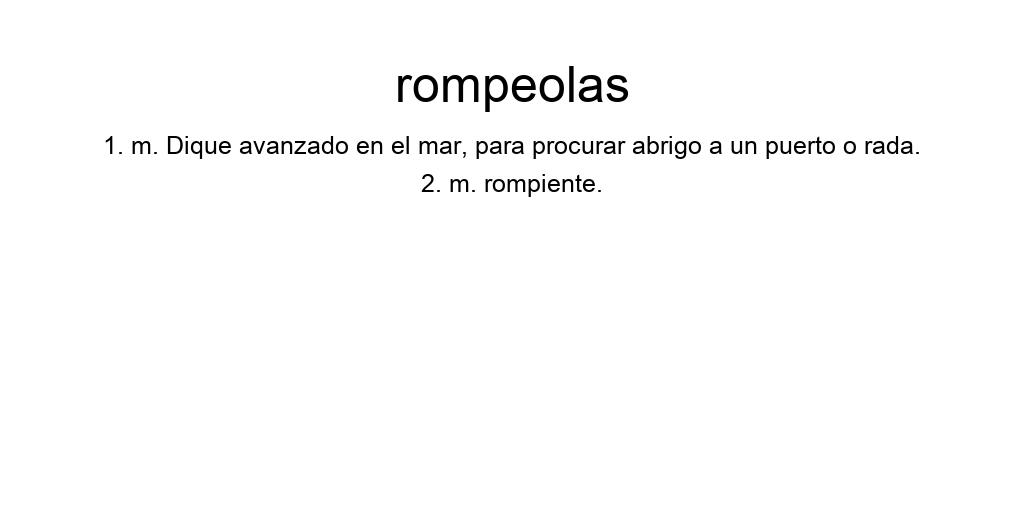 rompeolas
1. m. Dique avanzado en el mar, para procurar abrigo a un puerto o rada.
2. m. rompiente.